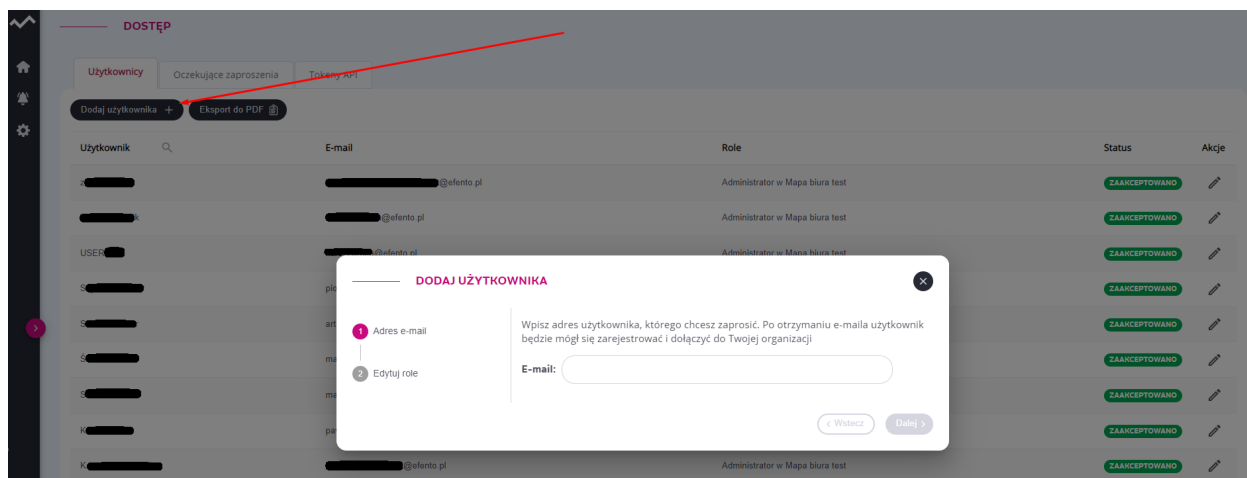 DOSTĘP
Użytkownicy Oczekujące zaproszenia Tokeny API
Dodaj użytkownika + Eksport do PDF
Użytkownik E-mail Role Status Akcje
@efento.pl Administrator w Mapa biura test ZAAKCEPTOWANO
@efento.pl Administrator w Mapa biura test ZAAKCEPTOWANO
USER @efento.pl Administrator w Mapa biura test ZAAKCEPTOWANO
ZAAKCEPTOWANO
ZAAKCEPTOWANO
ZAAKCEPTOWANO
ZAAKCEPTOWANO
ZAAKCEPTOWANO
@efento.pl Administrator w Mapa biura test ZAAKCEPTOWANO
DODAJ UŻYTKOWNIKA
1 Adres e-mail
2 Edytuj role
Wpisz adres użytkownika, którego chcesz zaprosić. Po otrzymaniu e-maila użytkownik
będzie mógł się zarejestrować i dołączyć do Twojej organizacji
E-mail:
< Wstecz Dalej >